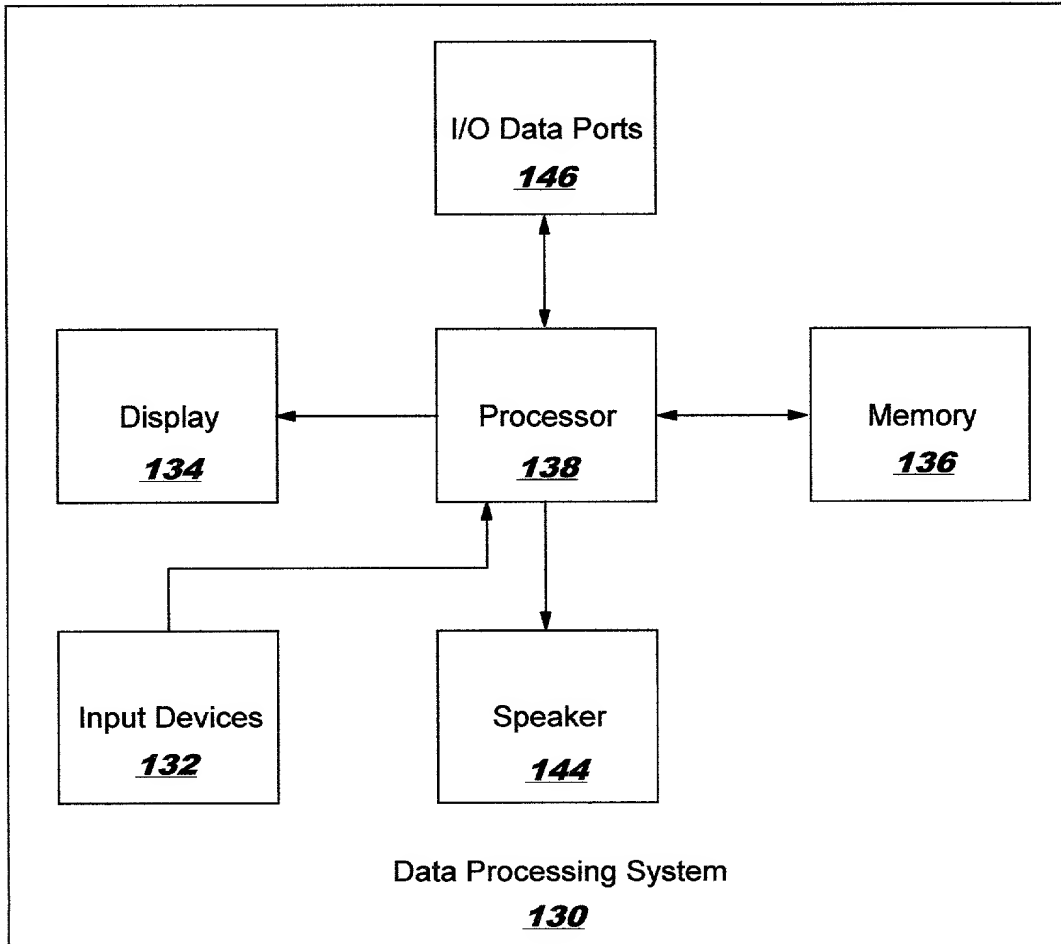 I/O Data Ports
146
Display
134
Processor
138
Memory
136
Input Devices
132
Speaker
144
Data Processing System
130